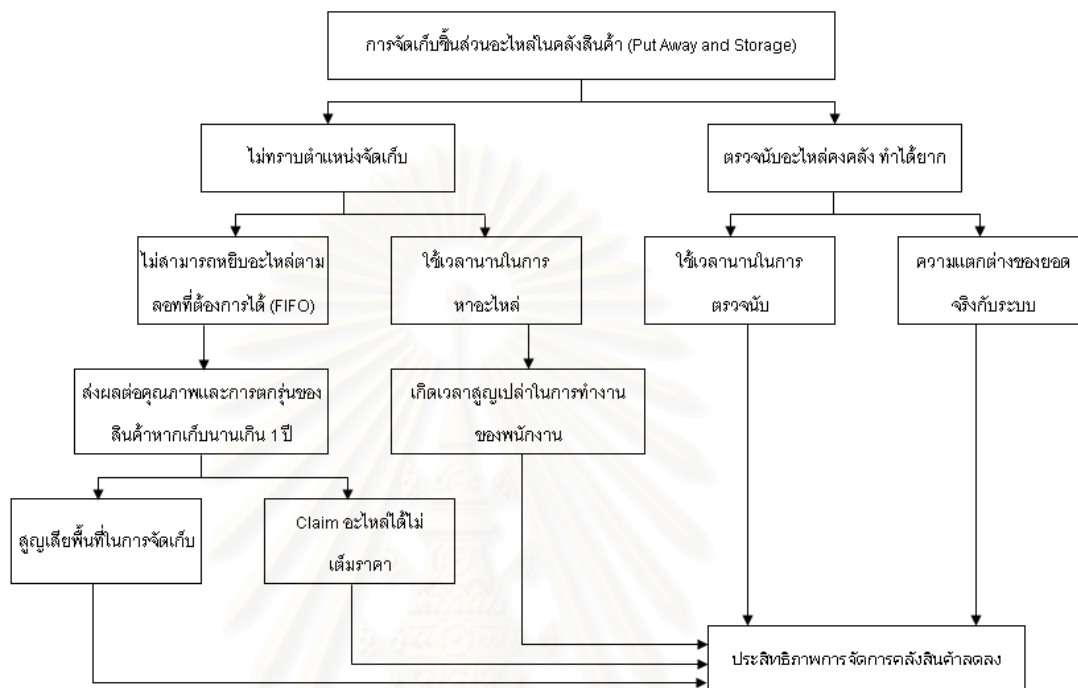 การจัดเก็บชิ้นส่วนอะไหล่ในคลังสินค้า (Put Away and Storage)
ไม่ทราบตำแหน่งจัดเก็บ
ตรวจนับอะไหล่คงคลัง ทำได้ยาก
ไม่สามารถหยิบอะไหล่ตาม
ลอทที่ต้องการได้ (FIFO)
ใช้เวลานานในการ
หาอะไหล่
ใช้เวลานานในการ
ตรวจนับ
ความแตกต่างของยอด
จริงกับระบบ
ส่งผลต่อคุณภาพและการตกรุ่นของ
สินค้าหากเก็บนานเกิน 1 ปี
เกิดเวลาสูญเปล่าในการทำงาน
ของพนักงาน
สูญเสียพื้นที่ในการจัดเก็บ
Claim อะไหล่ได้ไม่
เต็มราคา
ประสิทธิภาพการจัดการคลังสินค้าลดลง